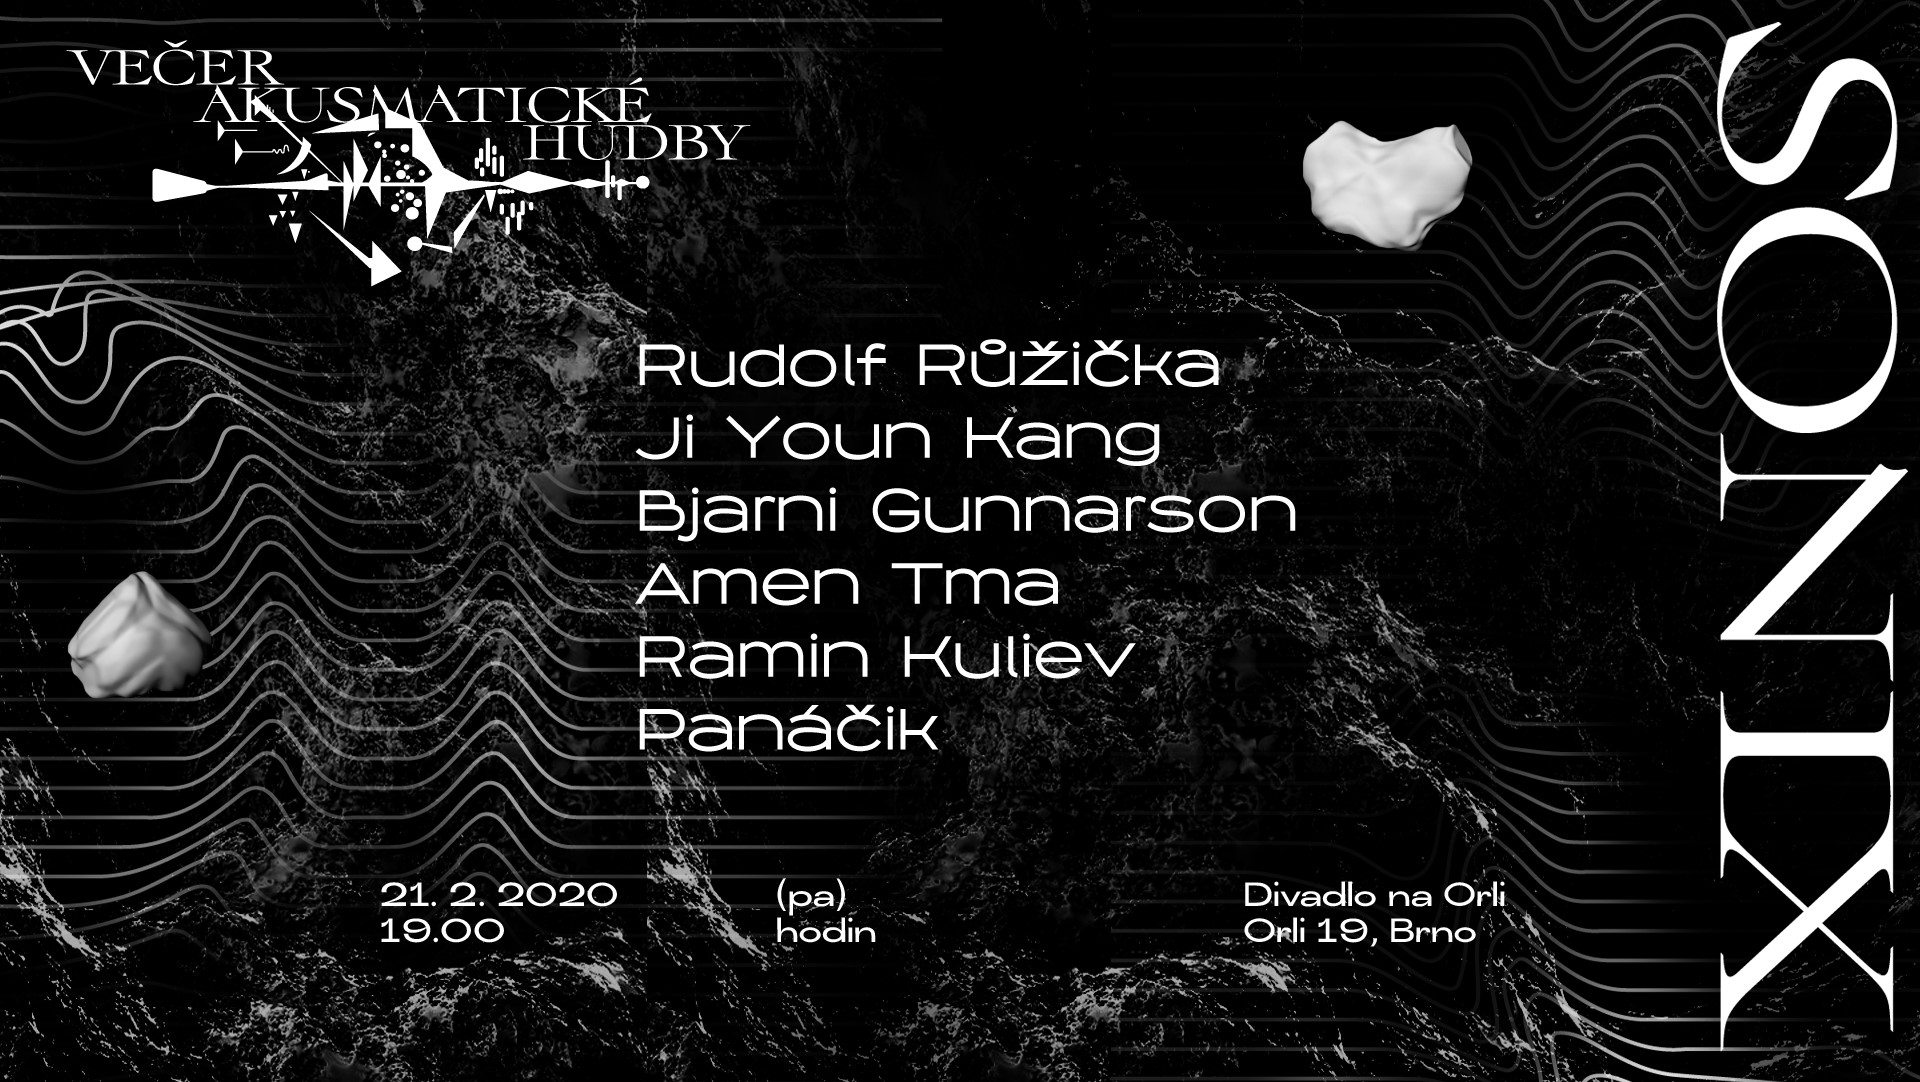 VEČER
AKUSMATICKÉ
HUDBY
SONIX
Rudolf Růžička
Ji Youn Kang
Bjarni Gunnarson
Amen Tma
Ramin Kuliev
Panáčik
21. 2. 2020
19.00
(pa)
hodin
Divadlo na Orli
Orli 19, Brno